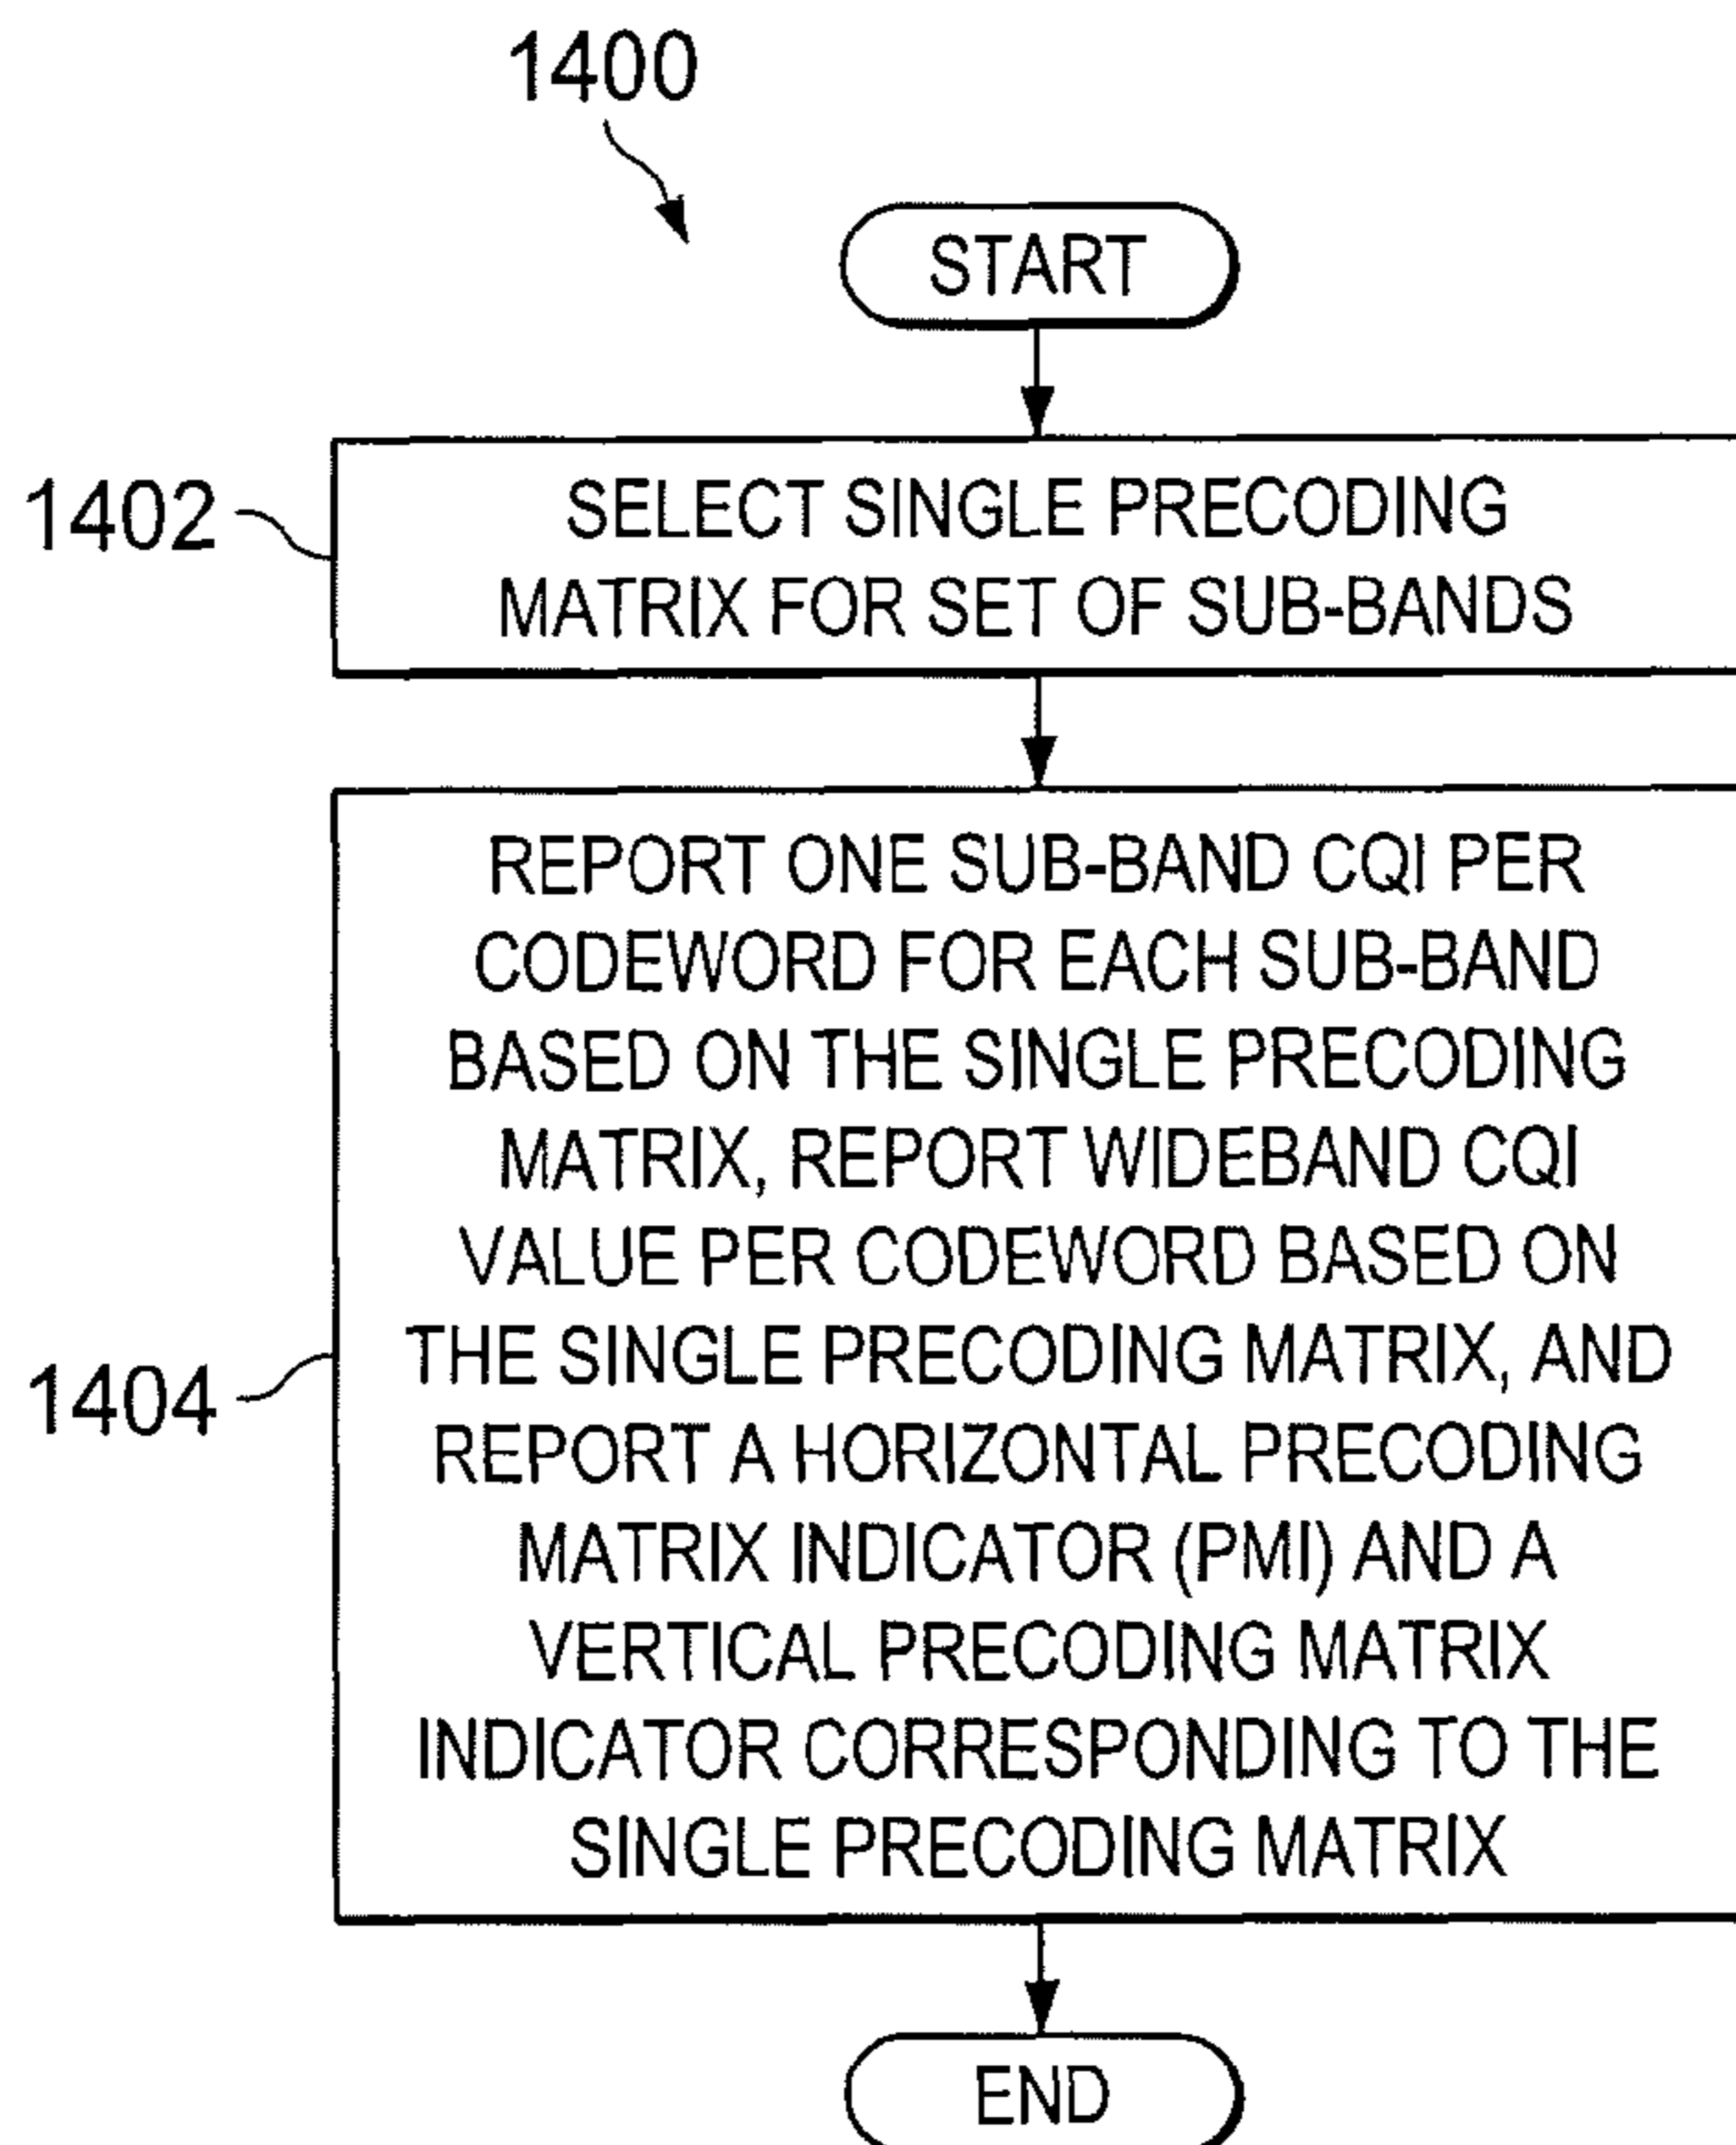 1400
START
1402
SELECT SINGLE PRECODING
MATRIX FOR SET OF SUB-BANDS
1404
REPORT ONE SUB-BAND CQI PER
CODEWORD FOR EACH SUB-BAND
BASED ON THE SINGLE PRECODING
MATRIX, REPORT WIDEBAND CQI
VALUE PER CODEWORD BASED ON
THE SINGLE PRECODING MATRIX, AND
REPORT A HORIZONTAL PRECODING
MATRIX INDICATOR (PMI) AND A
VERTICAL PRECODING MATRIX
INDICATOR CORRESPONDING TO THE
SINGLE PRECODING MATRIX
END